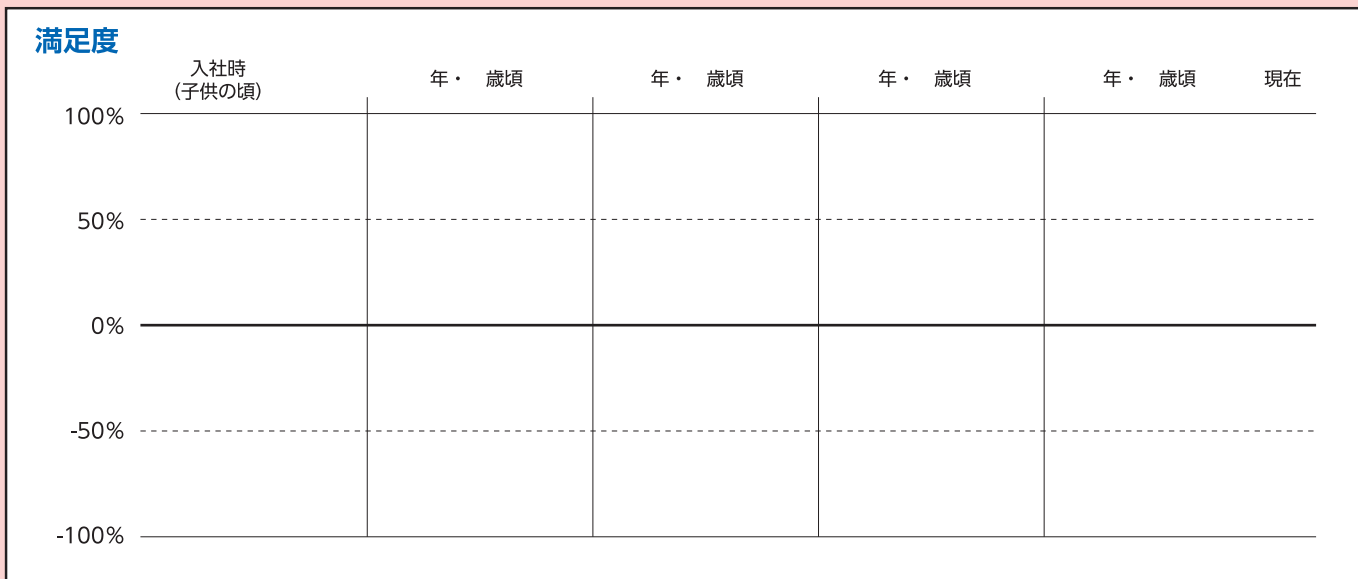 満足度
入社時
(子供の頃)
年・　歳頃
年・　歳頃
年・　歳頃
年・　歳頃
現在
100%
50%
0%
-50%
-100%